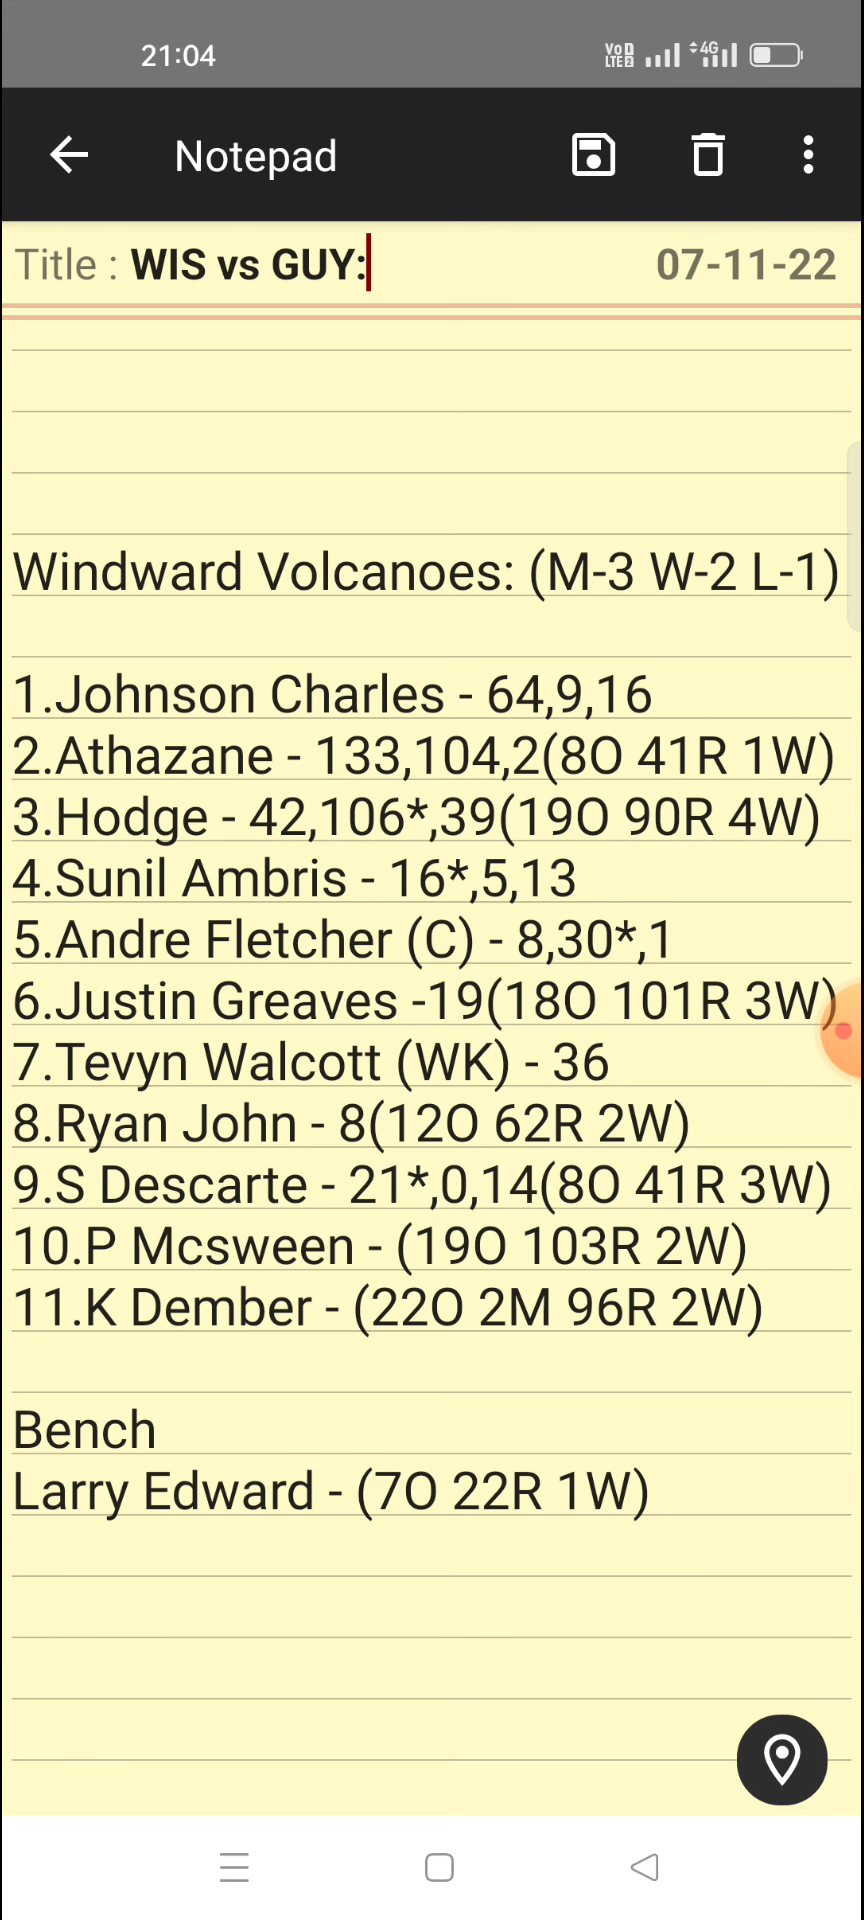 21:04
VoD LTE2 4G
Notepad
Title : WIS vs GUY: 07-11-22
Windward Volcanoes: (M-3 W-2 L-1)
1.Johnson Charles - 64,9,16
2.Athazane - 133,104,2(8O 41R 1W)
3.Hodge - 42,106*,39(19O 90R 4W)
4.Sunil Ambris - 16*,5,13
5.Andre Fletcher (C) - 8,30*,1
6.Justin Greaves -19(18O 101R 3W)
7.Tevyn Walcott (WK) - 36
8.Ryan John - 8(12O 62R 2W)
9.S Descarte - 21*,0,14(8O 41R 3W)
10.P Mcsween - (19O 103R 2W)
11.K Dember - (22O 2M 96R 2W)
Bench
Larry Edward - (7O 22R 1W)